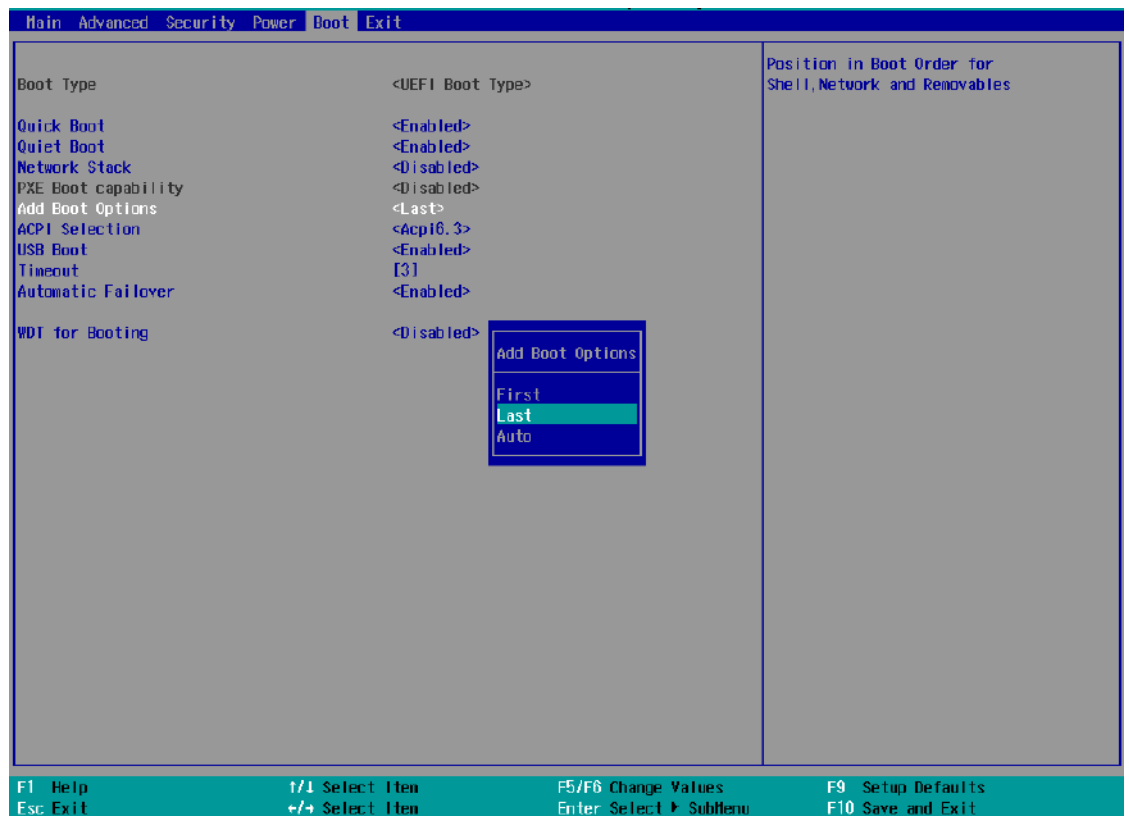 Main Advanced Security Power Boot Exit
Boot Type <UEFI Boot Type>
Quick Boot <Enabled>
Quiet Boot <Enabled>
Network Stack <Disabled>
PXE Boot capability <Disabled>
Add Boot Options <Last>
ACPI Selection <Acpi6.3>
USB Boot <Enabled>
Timeout [3]
Automatic Failover <Enabled>
WDT for Booting <Disabled>
Add Boot Options
First
Last
Auto
Position in Boot Order for
Shell,Network and Removables
F1 Help ↑/↓ Select Item F5/F6 Change Values F9 Setup Defaults
Esc Exit ←/→ Select Item Enter Select ▶ SubMenu F10 Save and Exit